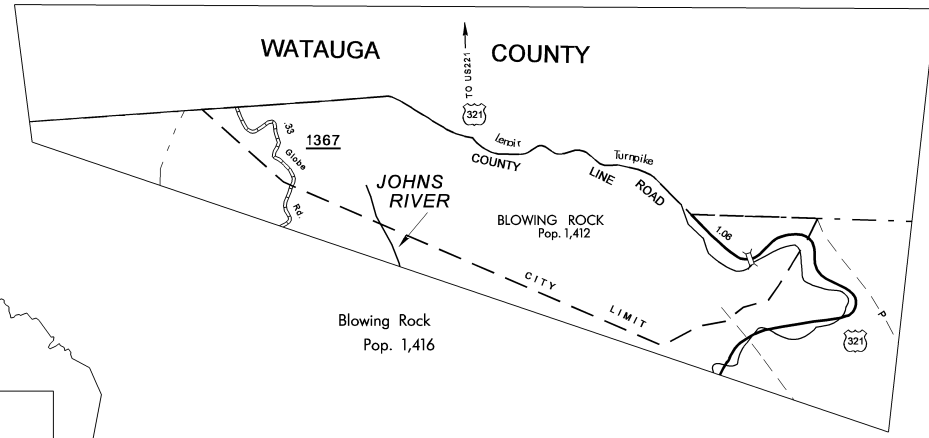 WATAUGA COUNTY
TO US221
321
.33
1367
Globe
Rd.
Lenoir Turnpike
COUNTY LINE ROAD
JOHNS
RIVER
BLOWING ROCK
Pop. 1,412
1.06
CITY LIMIT
P
321
Blowing Rock
Pop. 1,416